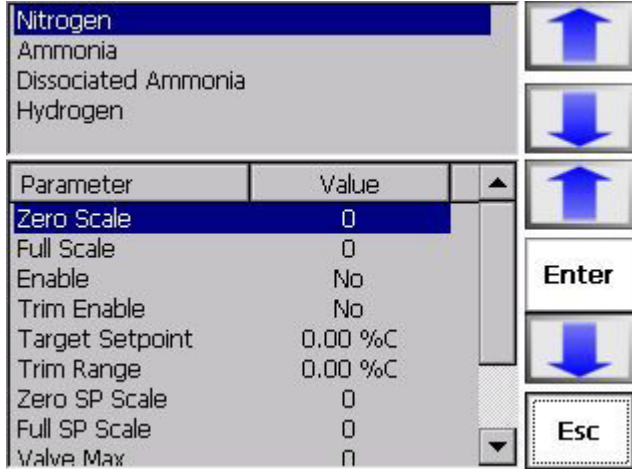 Nitrogen
Ammonia
Dissociated Ammonia
Hydrogen
Parameter Value
Zero Scale 0
Full Scale 0
Enable No
Trim Enable No
Target Setpoint 0.00 %C
Trim Range 0.00 %C
Zero SP Scale 0
Full SP Scale 0
Valve Max 0
Enter
Esc